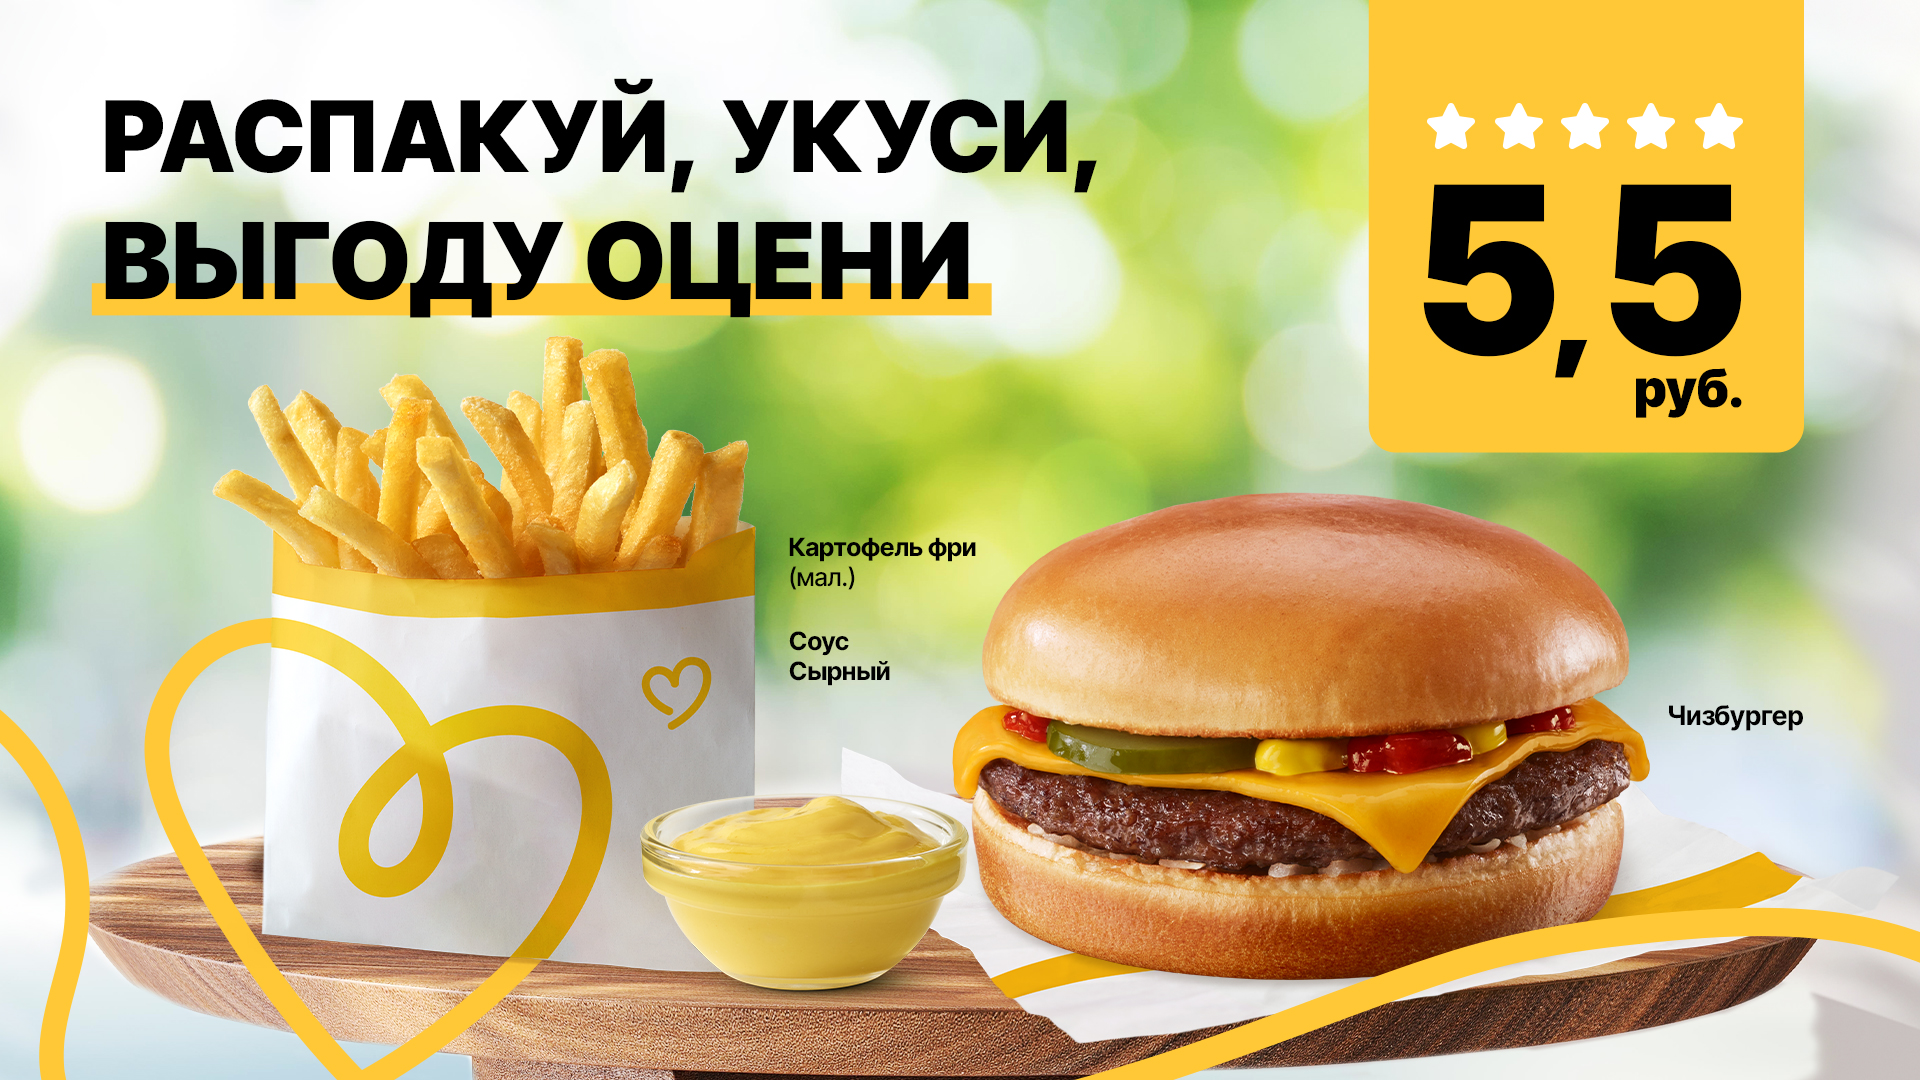 РАСПАКУЙ, УКУСИ,
ВЫГОДУ ОЦЕНИ
5,5
руб.
Картофель фри
(мал.)
Соус
Сырный
Чизбургер